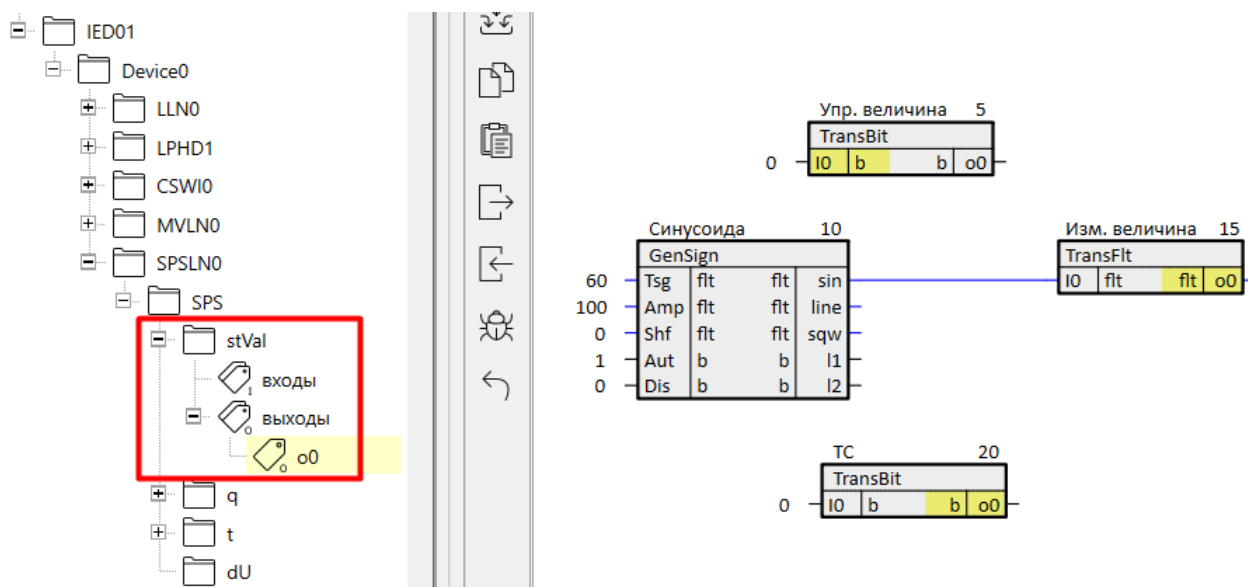 IED01
Device0
LLN0
LPHD1
CSWI0
MVLN0
SPSLN0
SPS
stVal
входы
выходы
o0
q
t
dU
Упр. величина 5
TransBit
0 I0 b b o0
Синусоида 10
GenSign
60 Tsg flt flt sin
100 Amp flt flt line
0 Shf flt flt sqw
1 Aut b b l1
0 Dis b b l2
Изм. величина 15
TransFlt
I0 flt flt o0
ТС 20
TransBit
0 I0 b b o0